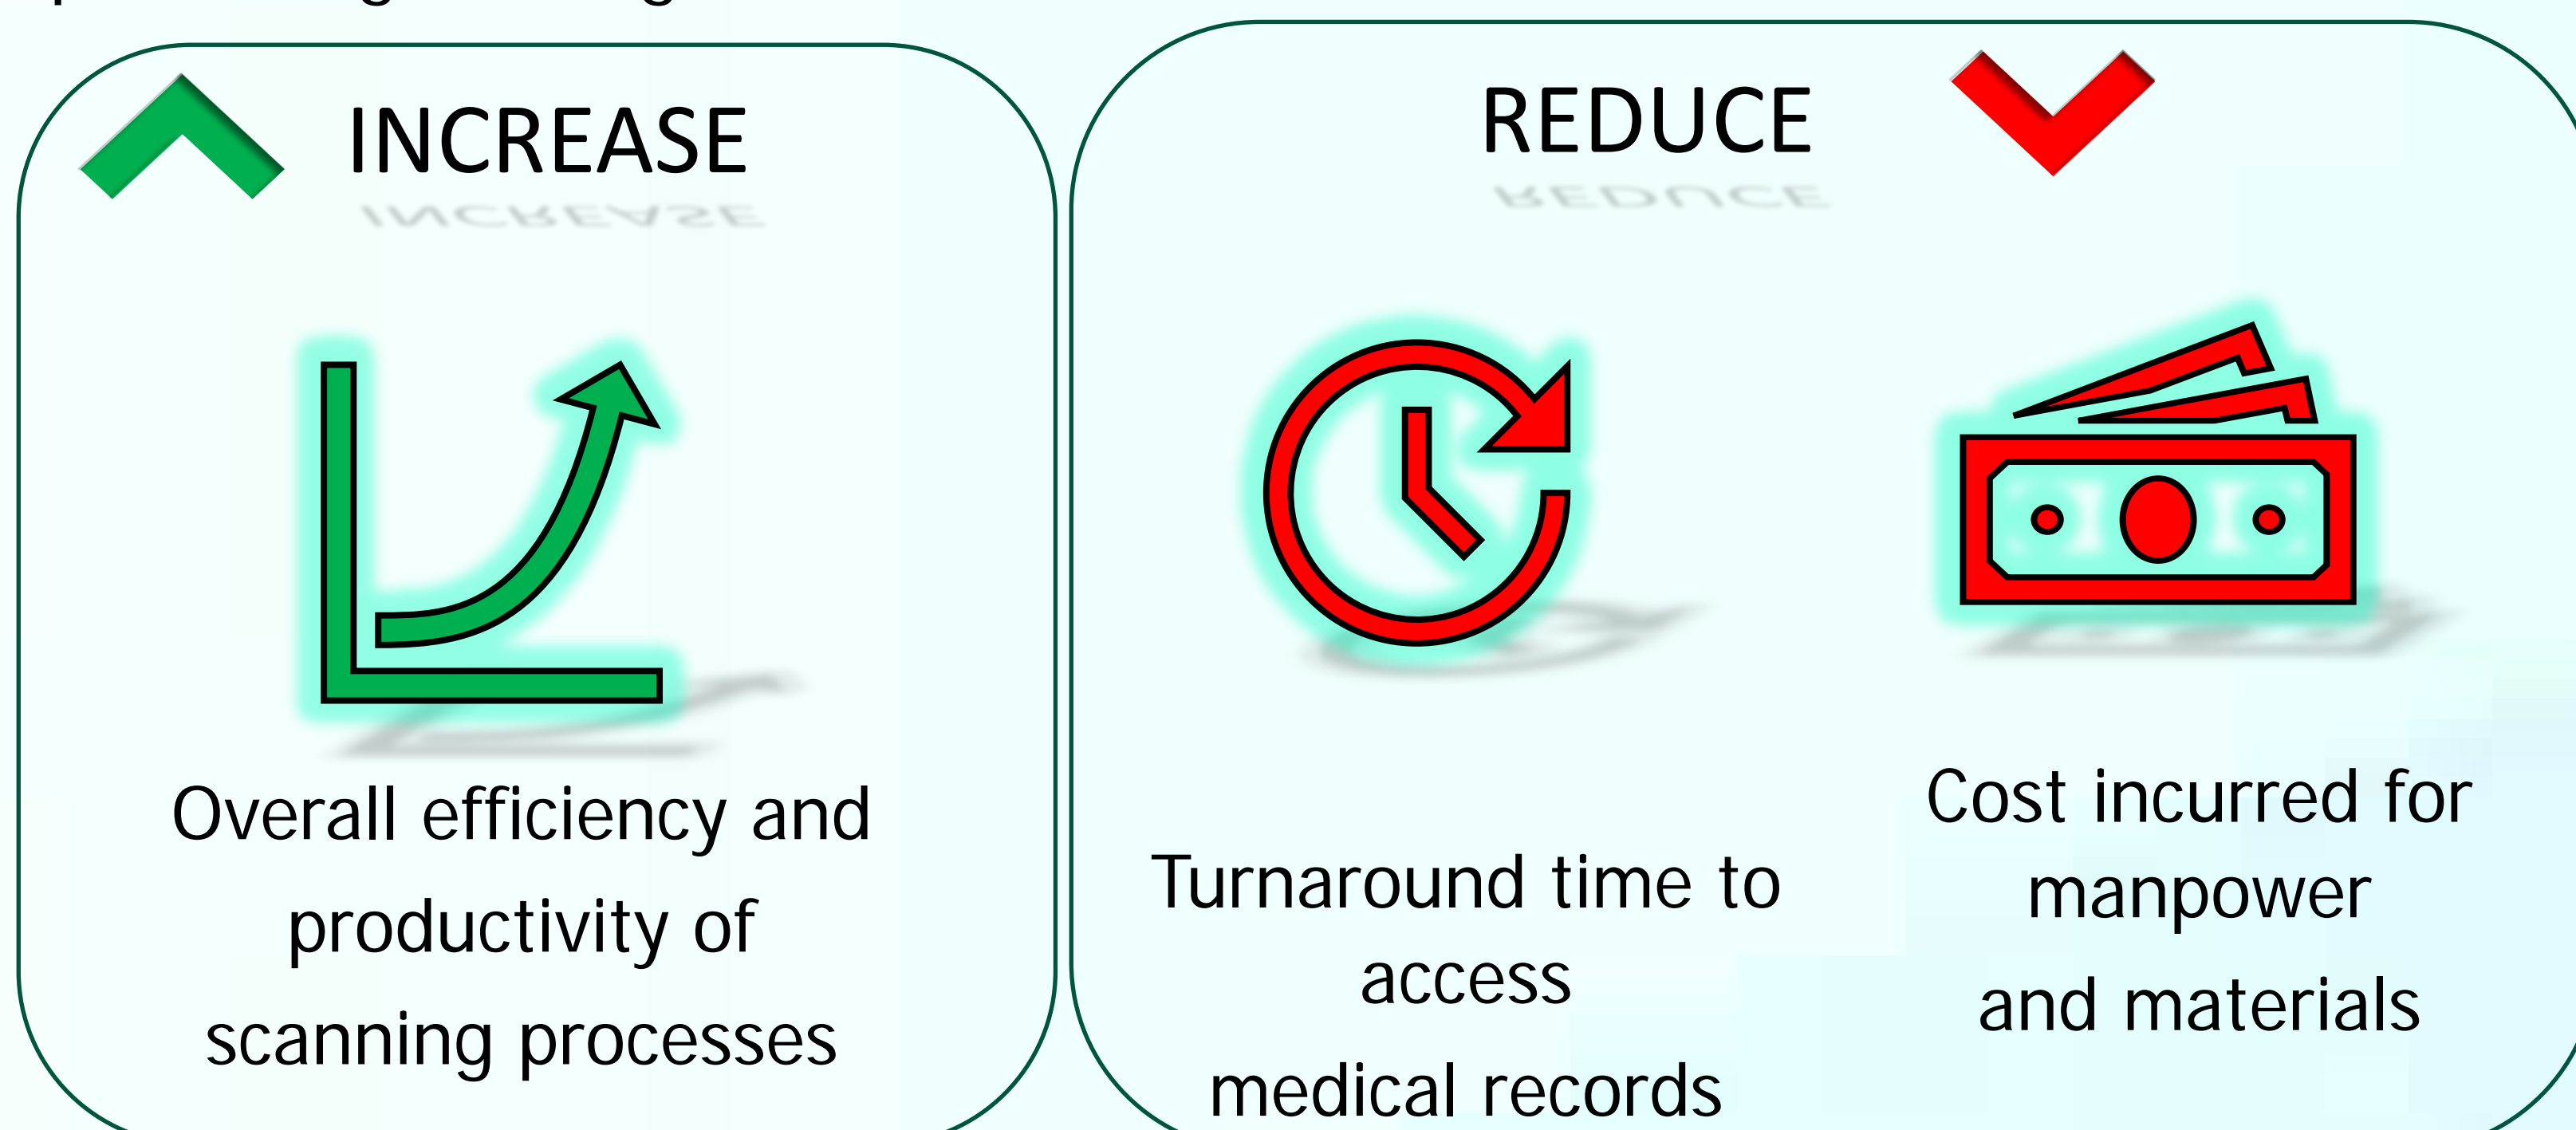 INCREASE
Overall efficiency and
productivity of
scanning processes
REDUCE
Turnaround time to
access
medical records
Cost incurred for
manpower
and materials